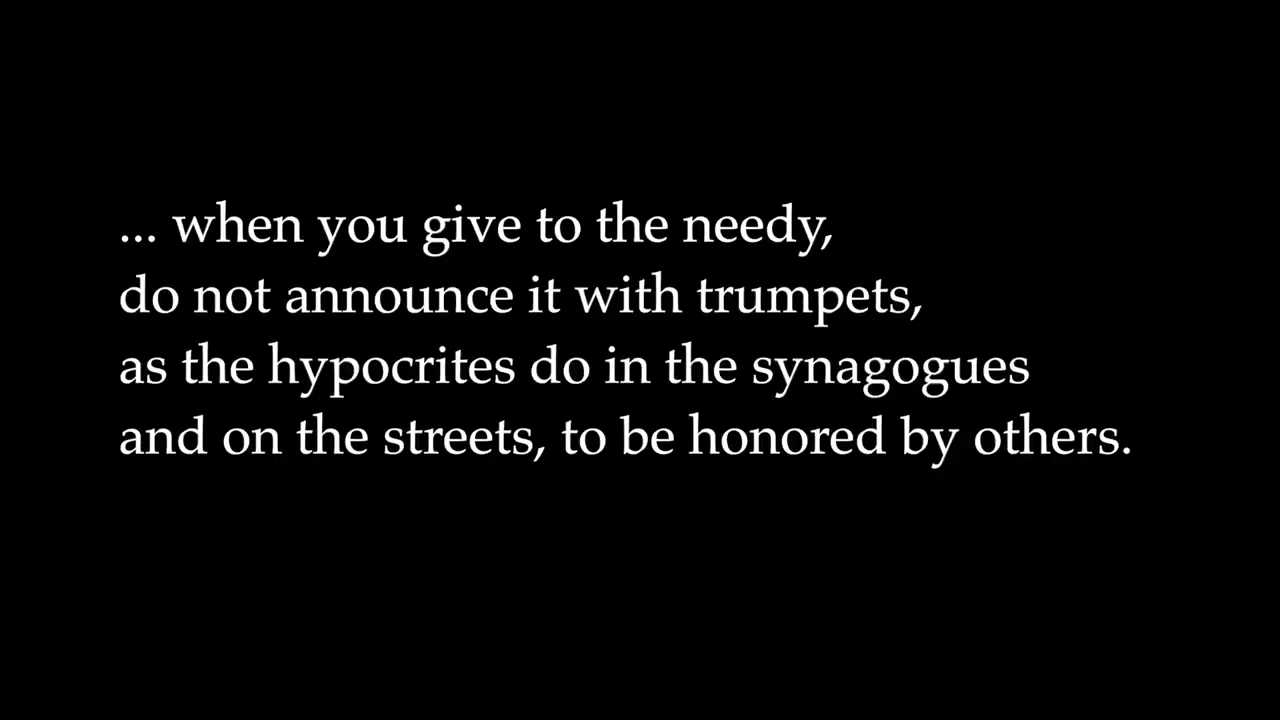 ... when you give to the needy,
do not announce it with trumpets,
as the hypocrites do in the synagogues
and on the streets, to be honored by others.